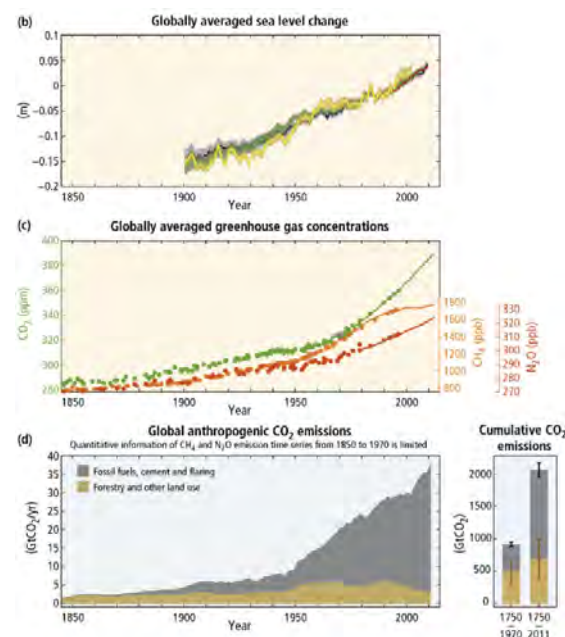 (b) Globally averaged sea level change
0.1
0.05
0
−0.05
−0.1
−0.15
−0.2
(m)
1850 1900 1950 2000
Year
(c) Globally averaged greenhouse gas concentrations
400
380
360
340
320
300
280
CO₂ (ppm)
1800
1600
1400
1200
1000
800
CH₄ (ppb)
330
320
310
300
290
280
270
N₂O (ppb)
1850 1900 1950 2000
Year
(d) Global anthropogenic CO₂ emissions
Quantitative information of CH₄ and N₂O emission time series from 1850 to 1970 is limited
40
35
30
25
20
15
10
5
0
(GtCO₂/yr)
Fossil fuels, cement and flaring
Forestry and other land use
1850 1900 1950 2000
Year
Cumulative CO₂
emissions
2000
1500
1000
500
0
(GtCO₂)
1750 1750
– –
1970 2011